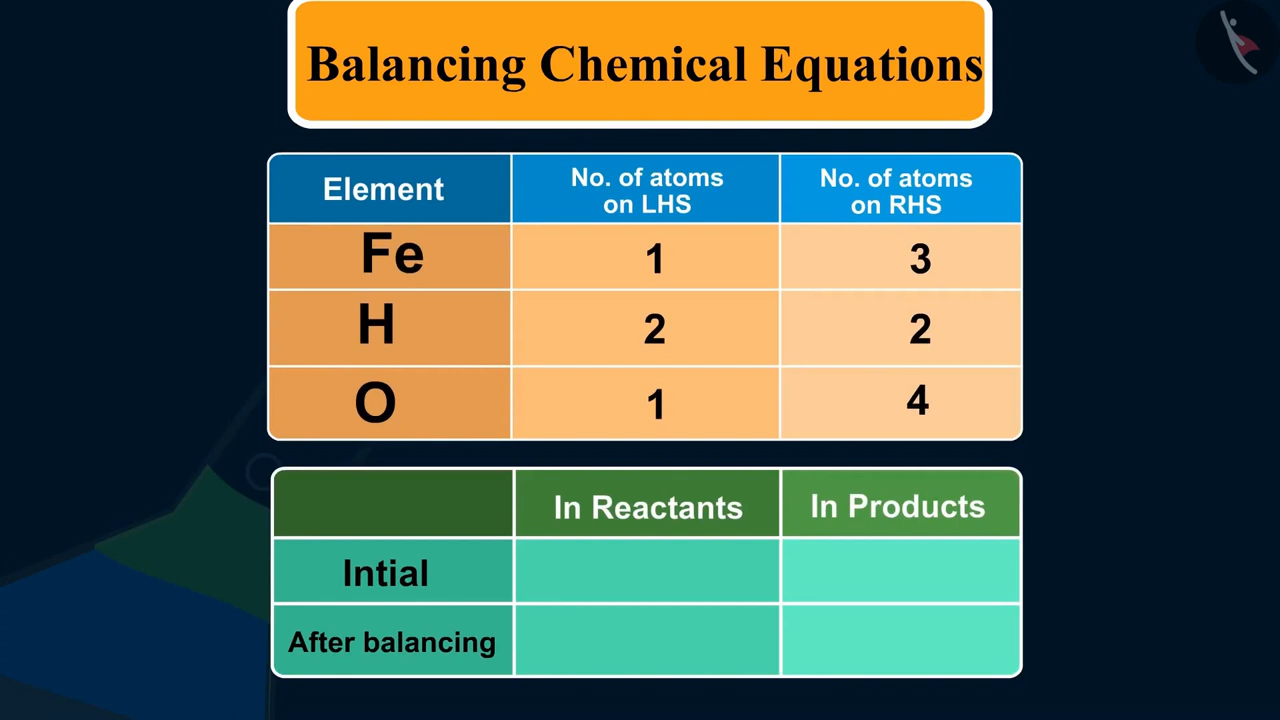 Balancing Chemical Equations
Element No. of atoms on LHS No. of atoms on RHS
Fe 1 3
H 2 2
O 1 4
In Reactants In Products
Intial
After balancing